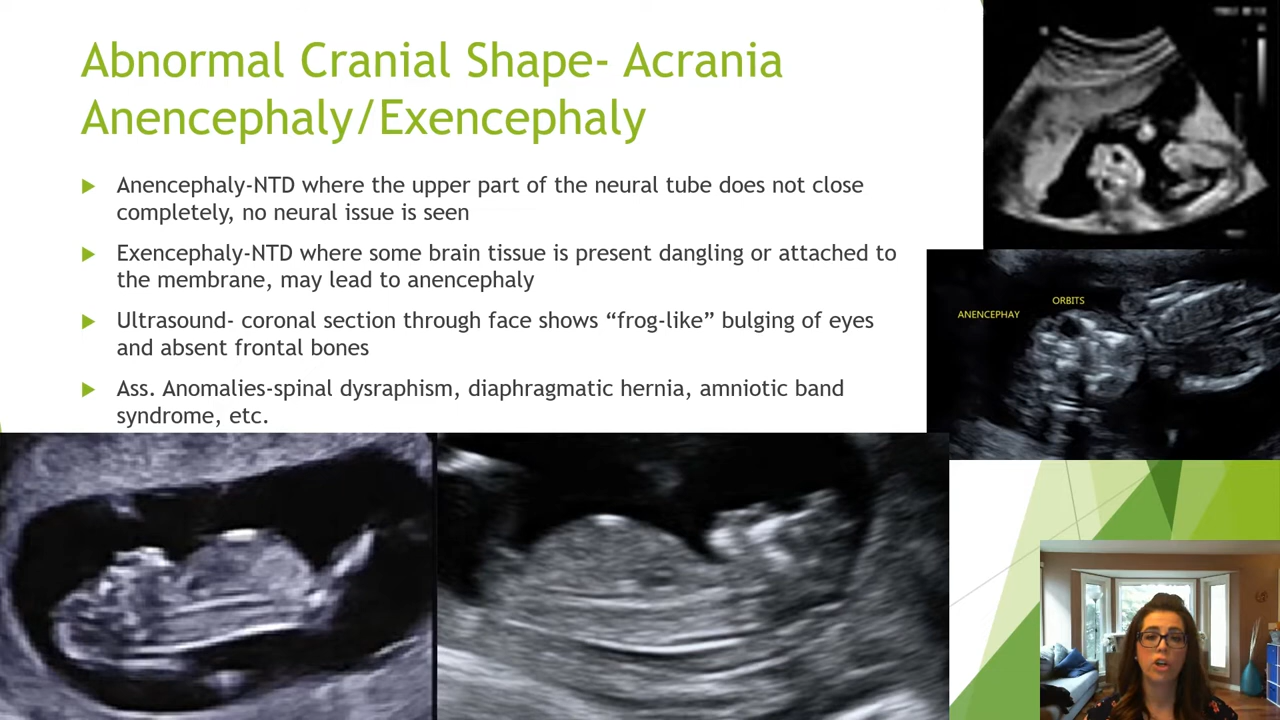 Abnormal Cranial Shape- Acrania
Anencephaly/Exencephaly
Anencephaly-NTD where the upper part of the neural tube does not close
completely, no neural issue is seen
Exencephaly-NTD where some brain tissue is present dangling or attached to
the membrane, may lead to anencephaly
Ultrasound- coronal section through face shows “frog-like” bulging of eyes
and absent frontal bones
Ass. Anomalies-spinal dysraphism, diaphragmatic hernia, amniotic band
syndrome, etc.
ORBITS
ANENCEPHAY